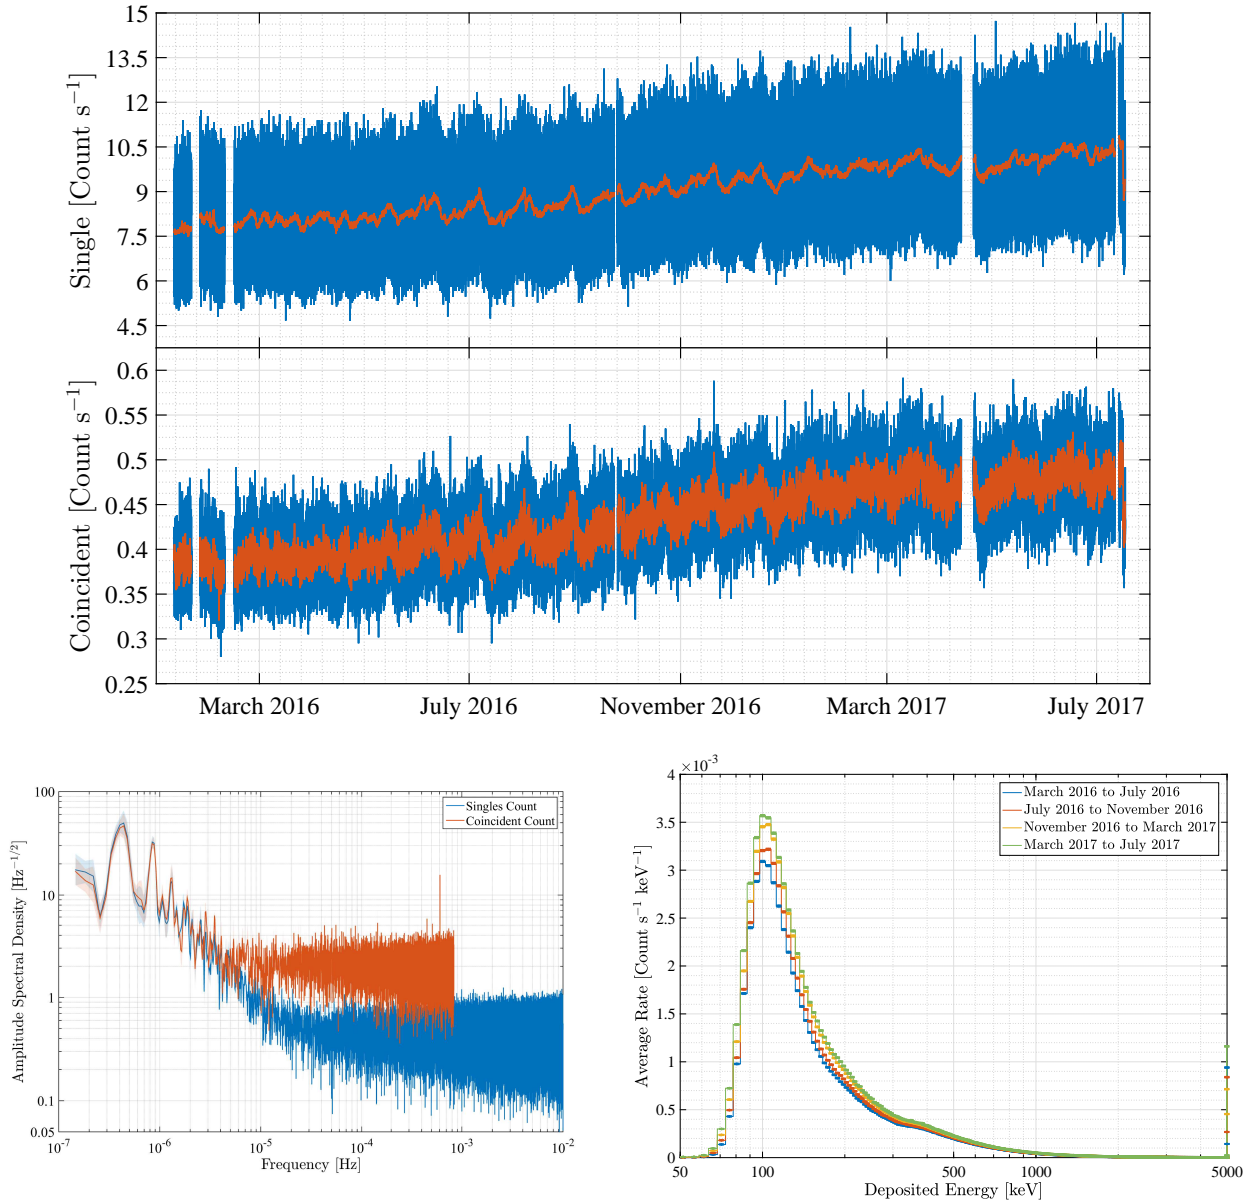 Single [Count s⁻¹]
15
13.5
12
10.5
9
7.5
6
4.5
Coincident [Count s⁻¹]
0.6
0.55
0.5
0.45
0.4
0.35
0.3
0.25
March 2016 July 2016 November 2016 March 2017 July 2017
Amplitude Spectral Density [Hz⁻¹/²]
100
10
1
0.1
0.05
Singles Count
Coincident Count
10⁻⁷ 10⁻⁶ 10⁻⁵ 10⁻⁴ 10⁻³ 10⁻²
Frequency [Hz]
Average Rate [Count s⁻¹ keV⁻¹]
×10⁻³
4
3.5
3
2.5
2
1.5
1
0.5
0
March 2016 to July 2016
July 2016 to November 2016
November 2016 to March 2017
March 2017 to July 2017
50 100 500 1000 5000
Deposited Energy [keV]